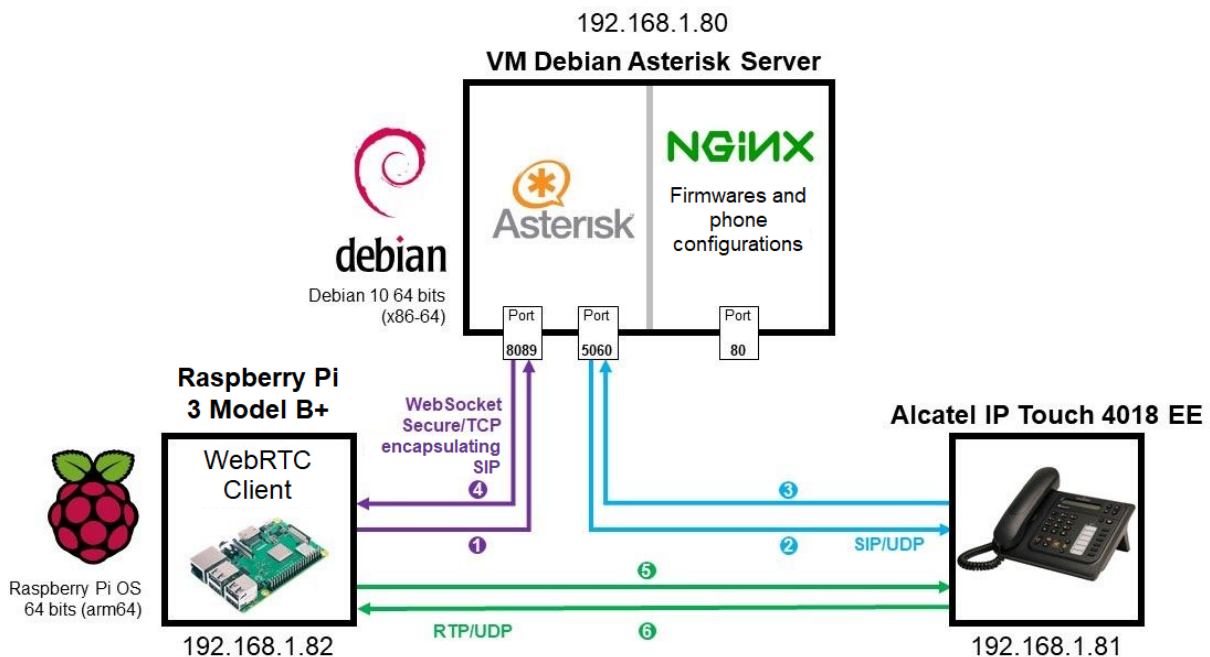 192.168.1.80
VM Debian Asterisk Server
debian
Debian 10 64 bits
(x86-64)
Asterisk
NGiNX
Firmwares and
phone
configurations
Port
8089
Port
5060
Port
80
Raspberry Pi
3 Model B+
WebRTC
Client
Raspberry Pi OS
64 bits (arm64)
192.168.1.82
WebSocket
Secure/TCP
encapsulating
SIP
4
1
3
2
SIP/UDP
5
RTP/UDP
6
Alcatel IP Touch 4018 EE
192.168.1.81